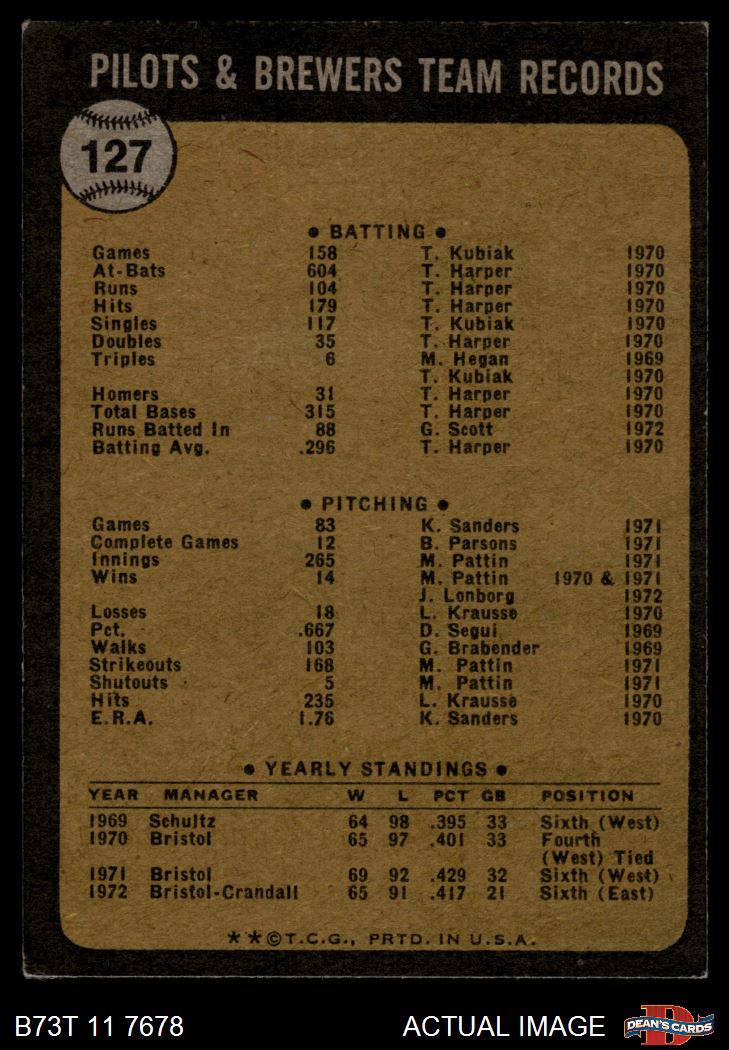 PILOTS & BREWERS TEAM RECORDS
127
• BATTING •
Games 158 T. Kubiak 1970
At-Bats 604 T. Harper 1970
Runs 104 T. Harper 1970
Hits 179 T. Harper 1970
Singles 117 T. Kubiak 1970
Doubles 35 T. Harper 1970
Triples 6 M. Hegan 1969
T. Kubiak 1970
Homers 31 T. Harper 1970
Total Bases 315 T. Harper 1970
Runs Batted In 88 G. Scott 1972
Batting Avg. .296 T. Harper 1970
• PITCHING •
Games 83 K. Sanders 1971
Complete Games 12 B. Parsons 1971
Innings 265 M. Pattin 1971
Wins 14 M. Pattin 1970 & 1971
J. Lonborg 1972
Losses 18 L. Krausse 1970
Pct. .667 D. Segui 1969
Walks 103 G. Brabender 1969
Strikeouts 168 M. Pattin 1971
Shutouts 5 M. Pattin 1971
Hits 235 L. Krausse 1970
E.R.A. 1.76 K. Sanders 1970
• YEARLY STANDINGS •
YEAR MANAGER W L PCT GB POSITION
1969 Schultz 64 98 .395 33 Sixth (West)
1970 Bristol 65 97 .401 33 Fourth
(West) Tied
1971 Bristol 69 92 .429 32 Sixth (West)
1972 Bristol-Crandall 65 91 .417 21 Sixth (East)
**©T.C.G., PRTD. IN U.S.A.
B73T 11 7678 ACTUAL IMAGE DEAN'S CARDS